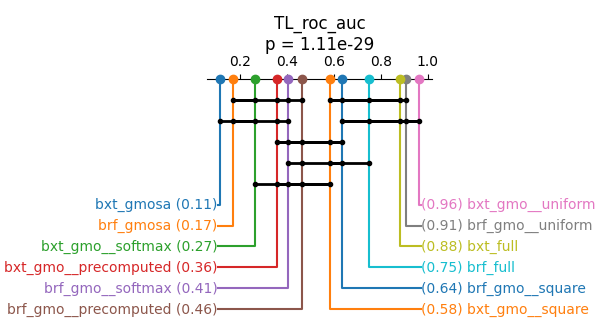 TL_roc_auc
p = 1.11e-29
0.2 0.4 0.6 0.8 1.0
bxt_gmosa (0.11) (0.96) bxt_gmo__uniform
brf_gmosa (0.17) (0.91) brf_gmo__uniform
bxt_gmo__softmax (0.27) (0.88) bxt_full
bxt_gmo__precomputed (0.36) (0.75) brf_full
brf_gmo__softmax (0.41) (0.64) brf_gmo__square
brf_gmo__precomputed (0.46) (0.58) bxt_gmo__square